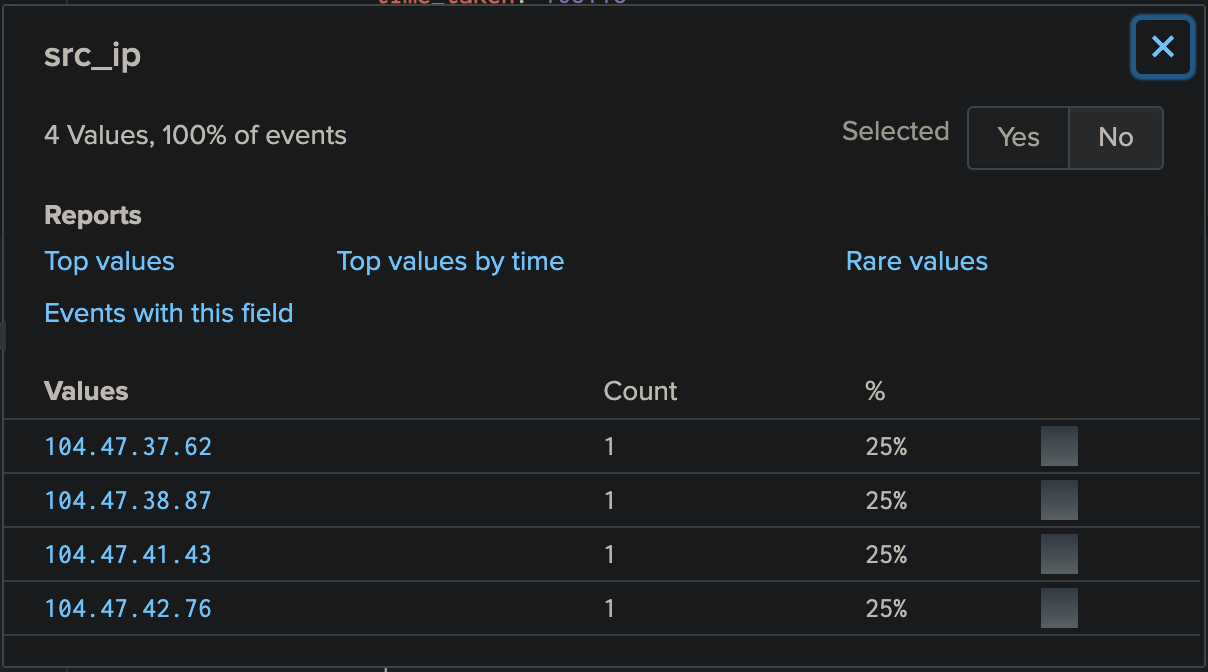 src_ip
4 Values, 100% of events
Selected Yes No
Reports
Top values Top values by time Rare values
Events with this field
Values Count %
104.47.37.62 1 25%
104.47.38.87 1 25%
104.47.41.43 1 25%
104.47.42.76 1 25%